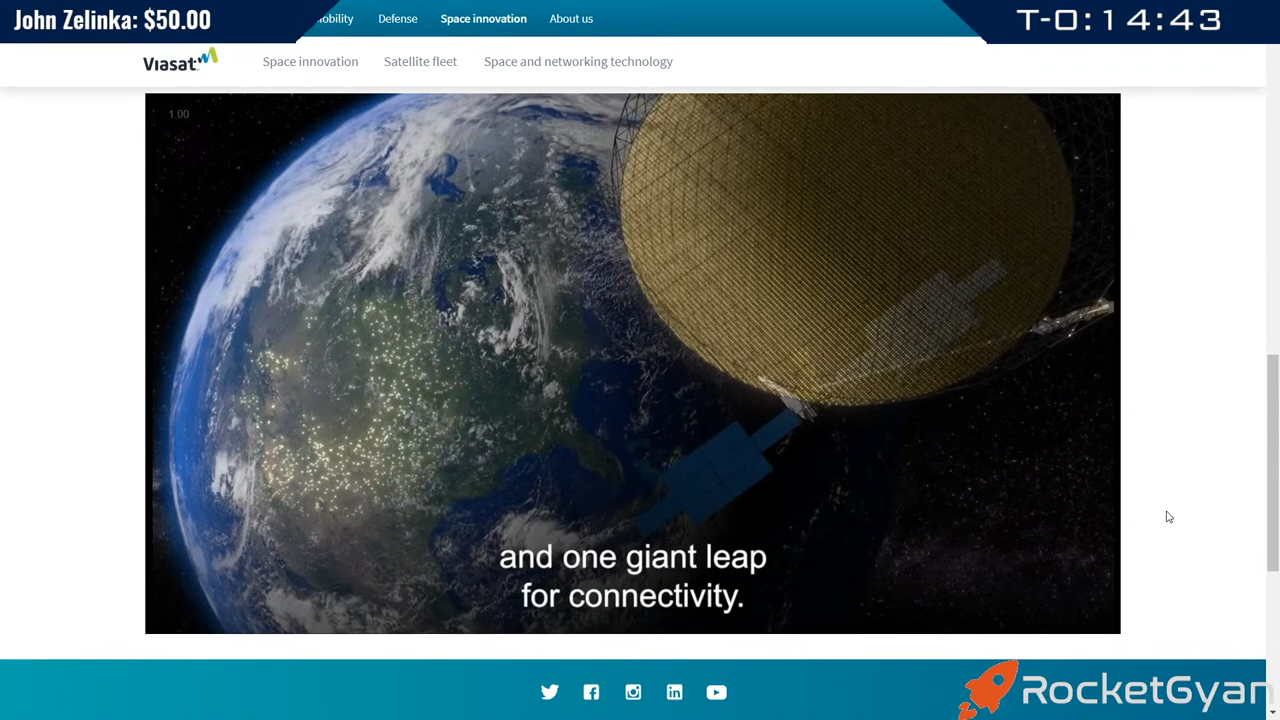 John Zelinka: $50.00
Mobility Defense Space innovation About us
T-0:14:43
Viasat
Space innovation Satellite fleet Space and networking technology
1.00
and one giant leap
for connectivity.
RocketGyan